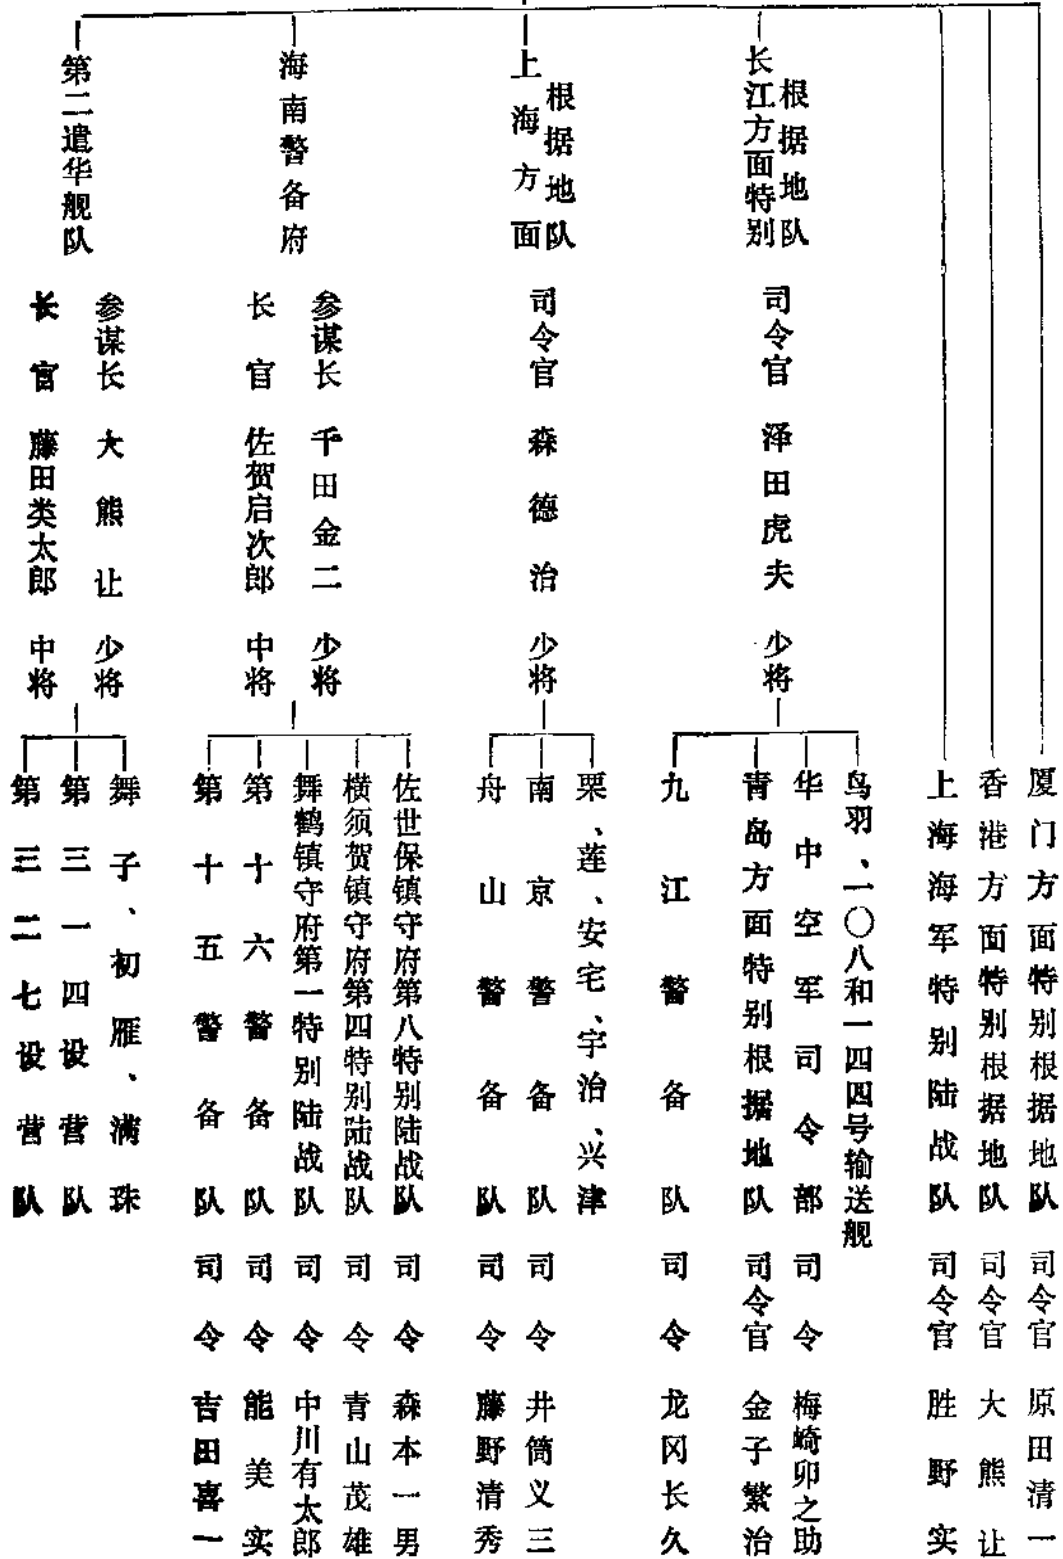 厦门方面特别根据地队 司令官 原田清一
香港方面特别根据地队 司令官 大熊让
上海海军特别陆战队 司令官 胜野实
长江方面特别根据地队 司令官 泽田虎夫 少将
鸟羽、一〇八和一四四号输送舰
华中空军司令部 司令 梅崎卯之助
青岛方面特别根据地队 司令官 金子繁治
九江警备队 司令 龙冈长久
上海方面根据地队 司令官 森德治 少将
栗、莲、安宅、宇治、兴津
南京警备队 司令 井筒义三
舟山警备队 司令 藤野清秀
海南警备府
参谋长 千田金二 少将
长官 佐贺启次郎 中将
佐世保镇守府第八特别陆战队 司令 森本一男
横须贺镇守府第四特别陆战队 司令 青山茂雄
舞鹤镇守府第一特别陆战队 司令 中川有太郎
第十六警备队 司令 能美实
第十五警备队 司令 吉田喜一
第二遣华舰队
参谋长 大熊让 少将
长官 藤田类太郎 中将
舞子、初雁、满珠
第三一四设营队
第三二七设营队